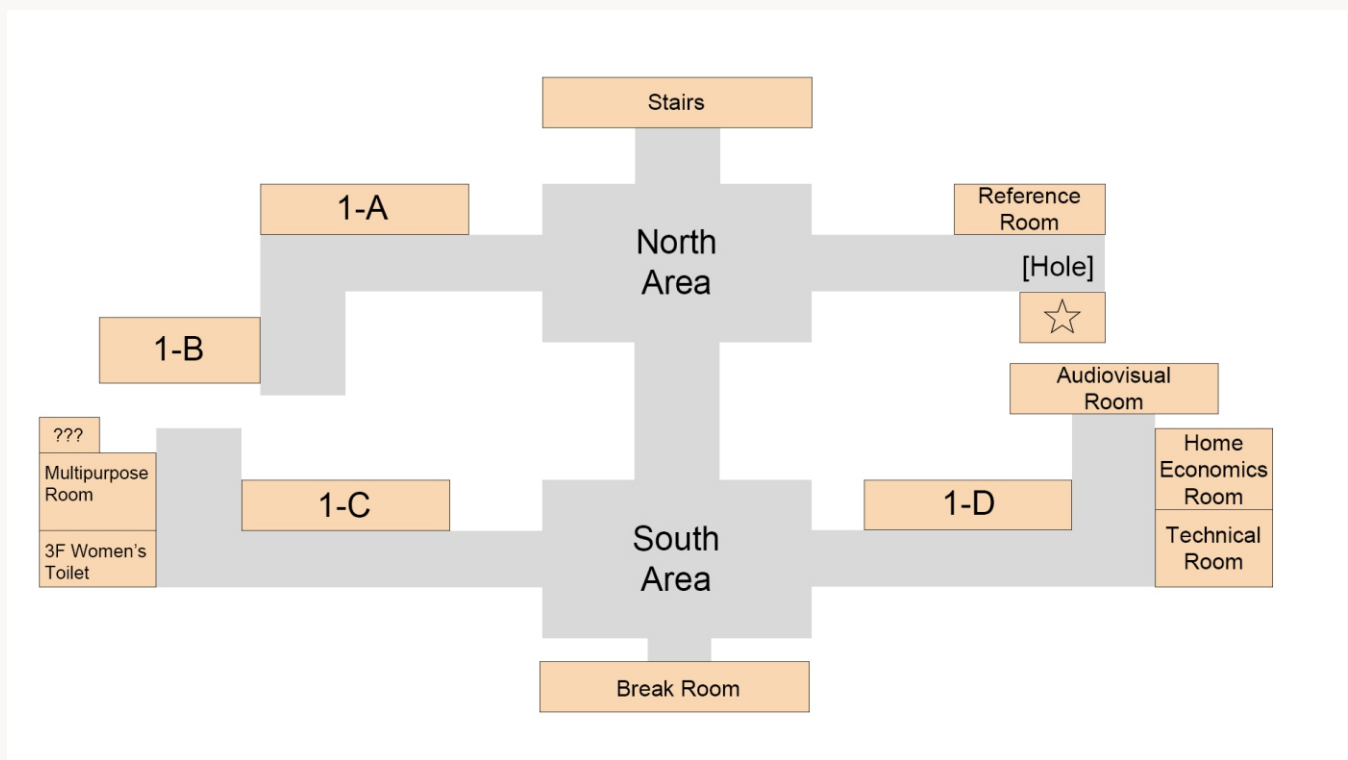 Stairs
1-A
Reference
Room
North
Area
[Hole]
1-B
Audiovisual
Room
???
Multipurpose
Room
1-C
1-D
Home
Economics
Room
3F Women's
Toilet
South
Area
Technical
Room
Break Room